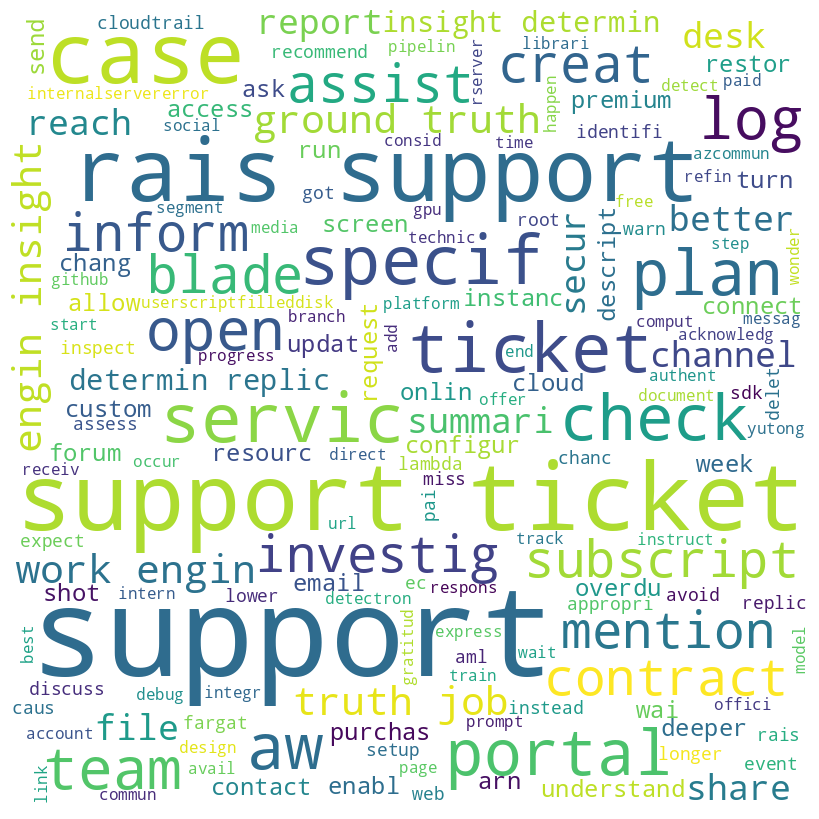 cloudtrail
report
insight determin
send
case
recommend
pipelin
librari
desk
internalservererror
assist
rserver
creat
detect
paid
restor
access
ask
happen
premium
log
reach
social
ground truth
consid
time
identifi
azcommun
run
rais support
refin
turn
engin insight
segment
got
gpu
root
free
inform
media
screen
technic
secur
descript
warn
better
step
wonder
chang
github
blade
specif
instanc
plan
connect
allow
userscriptfilleddisk
platform
messag
start
open
branch
add
request
ticket
comput
acknowledg
inspect
progress
updat
end
channel
determin replic
onlin
cloud
authent
delet
custom
servic
offer
document
sdk
check
assess
summari
yutong
forum
resourc
direct
configur
chanc
week
receiv
occur
lambda
miss
support ticket
pai
url
expect
track
instruct
work engin
investig
subscript
shot
intern
lower
email
ec
respons
overdu
avoid
replic
detectron
appropri
best
support
gratitud
express
wait
mention
model
aml
train
discuss
debug
integr
contract
caus
truth job
instead
wai
offici
account
file
fargat
purchas
prompt
deeper
rais
design
aw
setup
portal
longer
event
team
avail
page
arn
understand
share
link
commun
contact
enabl
web